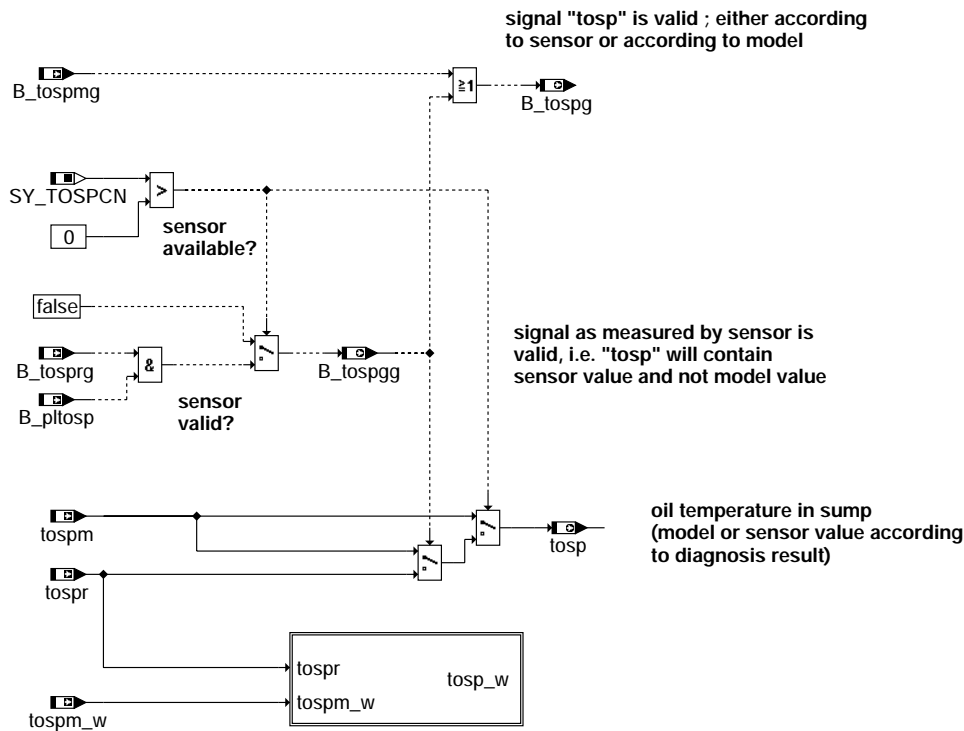 signal "tosp" is valid ; either according
to sensor or according to model
B_tospmg
≥1
B_tospg
SY_TOSPCN
>
0
sensor
available?
false
B_tosprg
&
B_tospgg
B_pltosp
sensor
valid?
signal as measured by sensor is
valid, i.e. "tosp" will contain
sensor value and not model value
tospm
tosp
oil temperature in sump
(model or sensor value according
to diagnosis result)
tospr
tospr
tosp_w
tospm_w
tospm_w